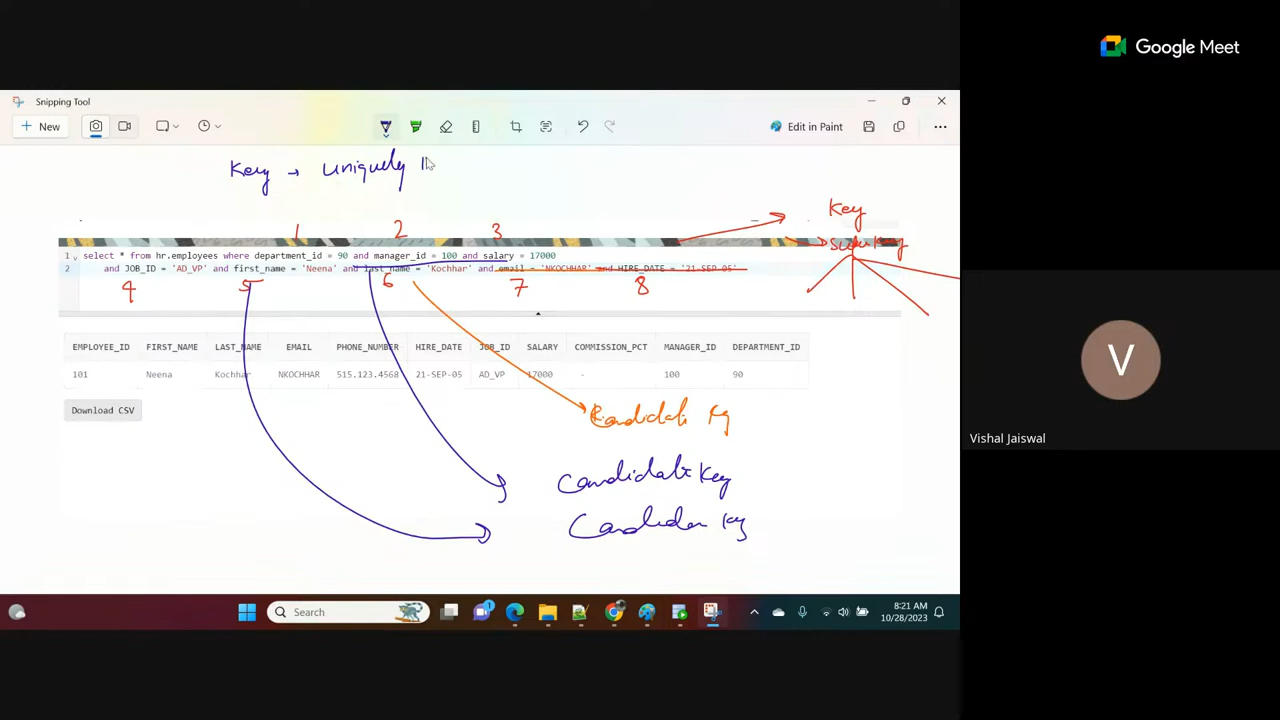 Google Meet
Snipping Tool
New
Edit in Paint
Key → uniquely I
Key
1 2 3
1 select * from hr.employees where department_id = 90 and manager_id = 100 and salary = 17000
2 and JOB_ID = 'AD_VP' and first_name = 'Neena' and last_name = 'Kochhar' and email = 'NKOCHHAR' and HIRE_DATE = '21-SEP-05'
4 5 6 7 8
EMPLOYEE_ID FIRST_NAME LAST_NAME EMAIL PHONE_NUMBER HIRE_DATE JOB_ID SALARY COMMISSION_PCT MANAGER_ID DEPARTMENT_ID
101 Neena Kochhar NKOCHHAR 515.123.4568 21-SEP-05 AD_VP 17000 - 100 90
Download CSV
Candidate Key
V
Vishal Jaiswal
Search
8:21 AM
10/28/2023